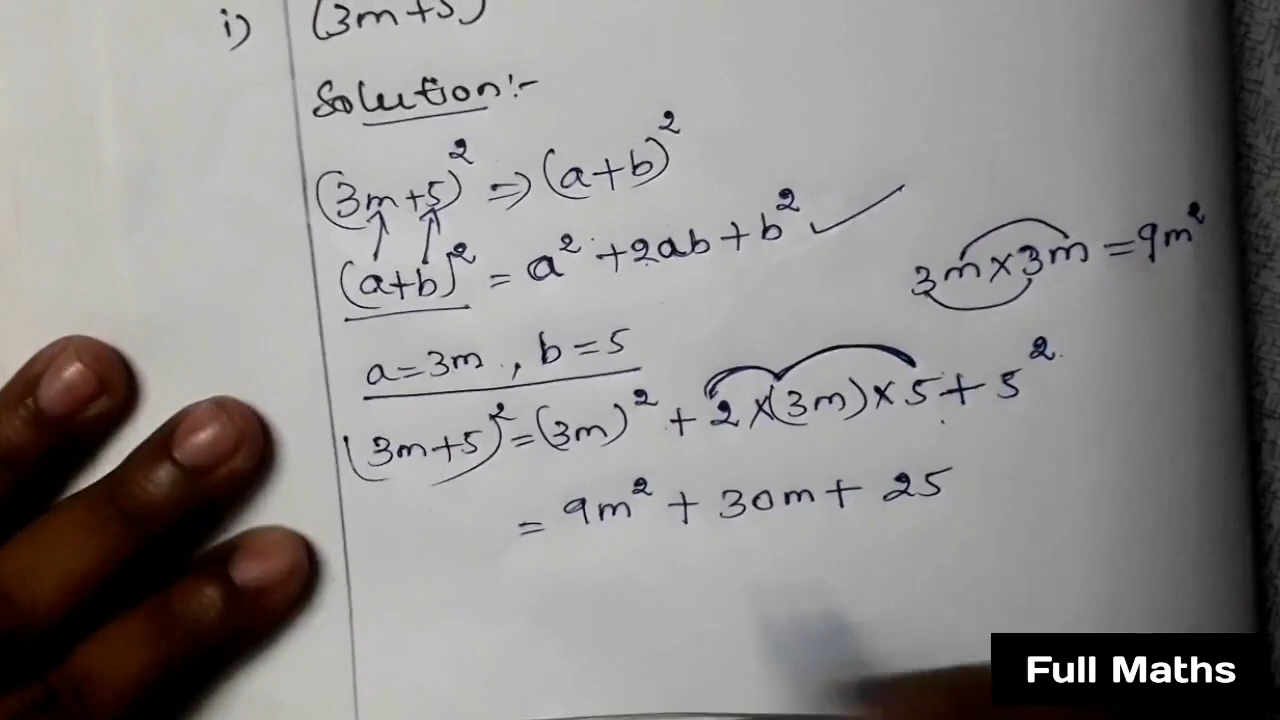 i) (3m+5)
Solution:-
(3m+5)² ⇒ (a+b)²
(a+b)² = a² + 2ab + b² ✓
3m×3m = 9m²
a=3m, b=5
(3m+5)² = (3m)² + 2×(3m)×5 + 5²
= 9m² + 30m + 25
Full Maths